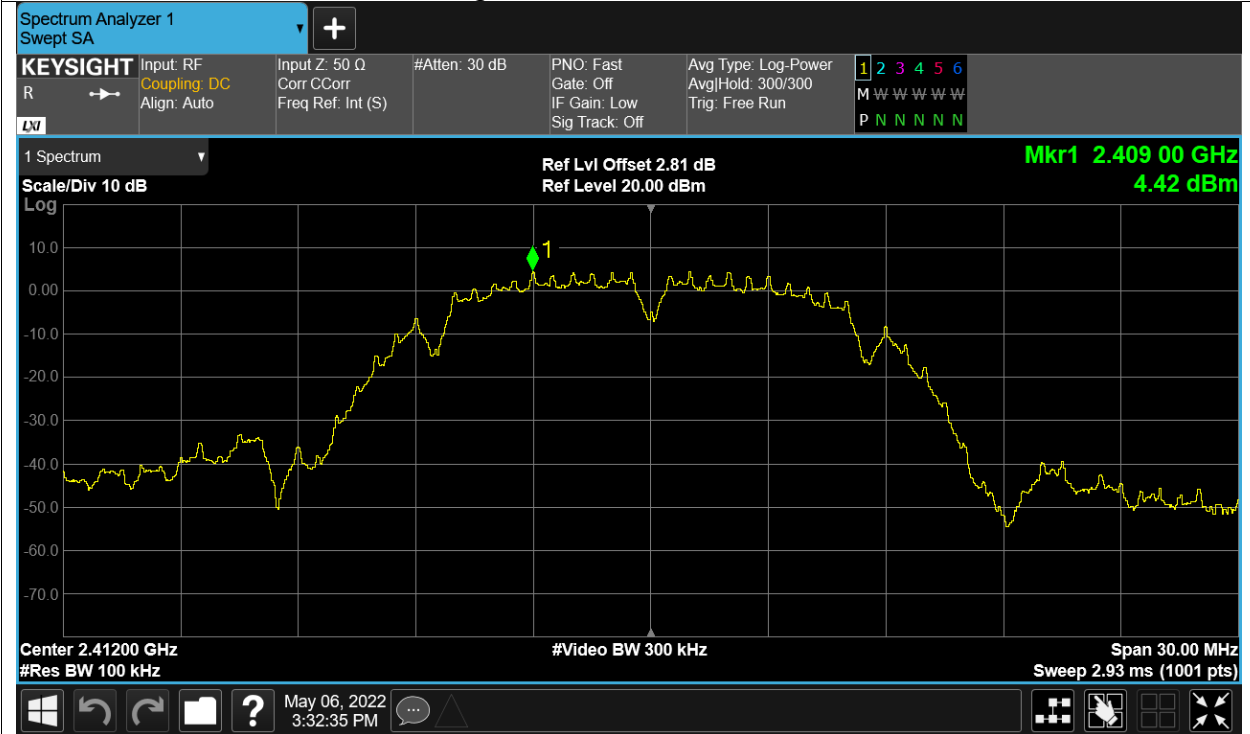 Spectrum Analyzer 1
Swept SA
KEYSIGHT
R
LXI
Input: RF
Coupling: DC
Align: Auto
Input Z: 50 Ω
Corr CCorr
Freq Ref: Int (S)
#Atten: 30 dB
PNO: Fast
Gate: Off
IF Gain: Low
Sig Track: Off
Avg Type: Log-Power
Avg|Hold: 300/300
Trig: Free Run
1 2 3 4 5 6
M W W W W W
P N N N N N
1 Spectrum
Scale/Div 10 dB
Ref Lvl Offset 2.81 dB
Ref Level 20.00 dBm
Mkr1 2.409 00 GHz
4.42 dBm
Log
1
10.0
0.00
-10.0
-20.0
-30.0
-40.0
-50.0
-60.0
-70.0
Center 2.41200 GHz
#Res BW 100 kHz
#Video BW 300 kHz
Span 30.00 MHz
Sweep 2.93 ms (1001 pts)
?
May 06, 2022
3:32:35 PM